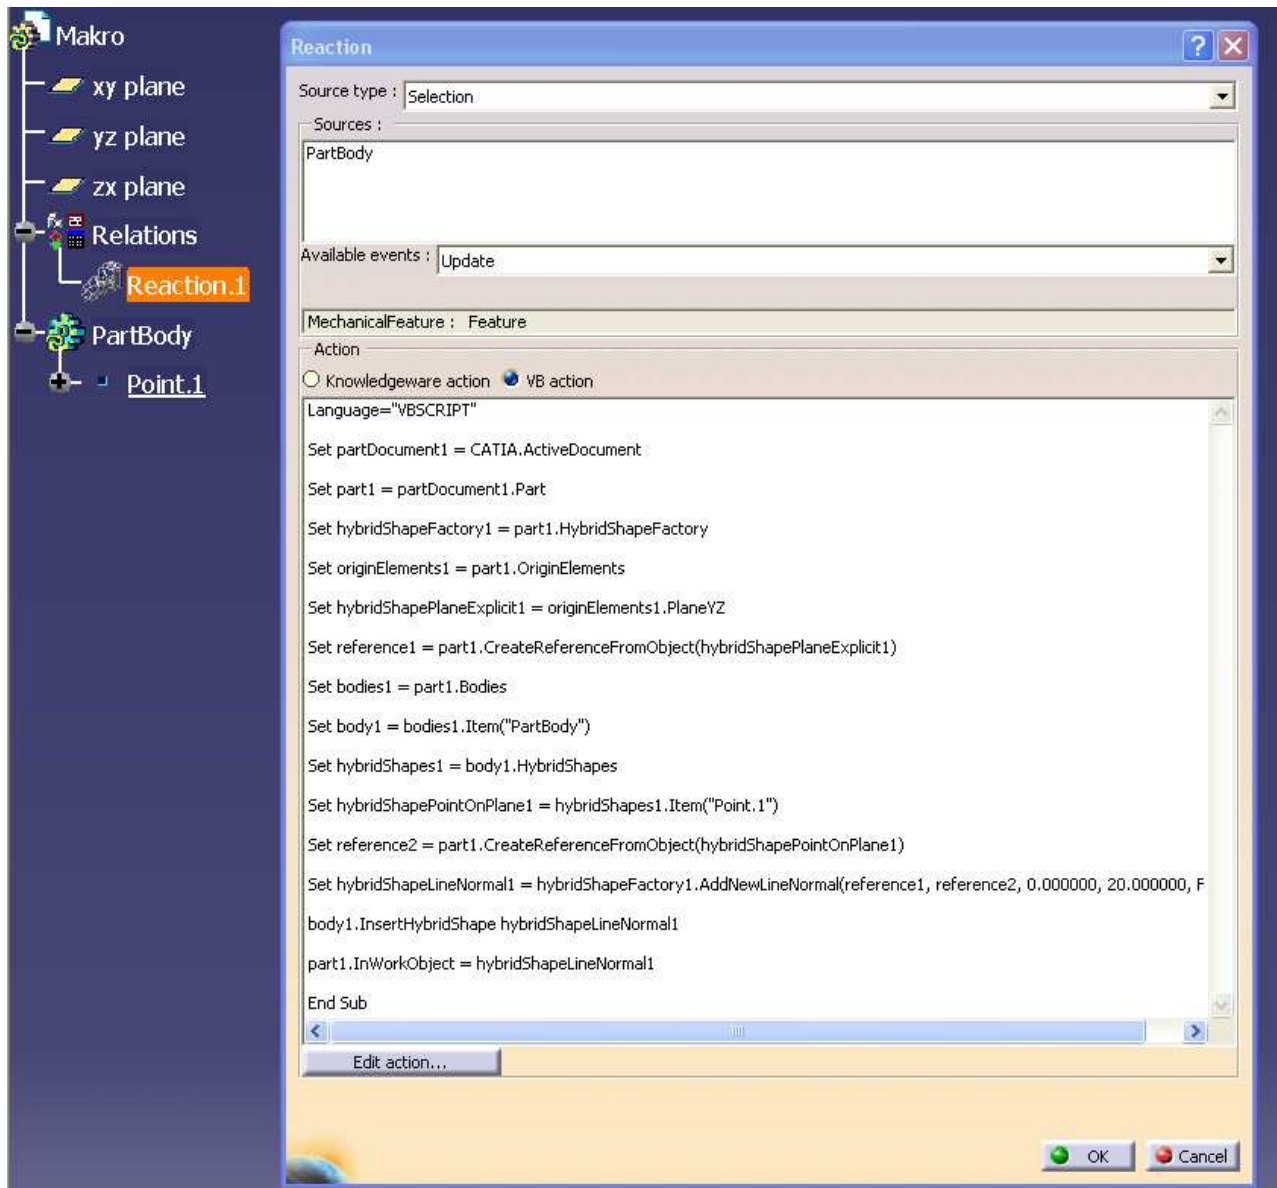 Makro
xy plane
yz plane
zx plane
Relations
Reaction.1
PartBody
Point.1
Reaction
Source type : Selection
Sources :
PartBody
Available events : Update
MechanicalFeature : Feature
Action
Knowledgeware action VB action
Language="VBSCRIPT"
Set partDocument1 = CATIA.ActiveDocument
Set part1 = partDocument1.Part
Set hybridShapeFactory1 = part1.HybridShapeFactory
Set originElements1 = part1.OriginElements
Set hybridShapePlaneExplicit1 = originElements1.PlaneYZ
Set reference1 = part1.CreateReferenceFromObject(hybridShapePlaneExplicit1)
Set bodies1 = part1.Bodies
Set body1 = bodies1.Item("PartBody")
Set hybridShapes1 = body1.HybridShapes
Set hybridShapePointOnPlane1 = hybridShapes1.Item("Point.1")
Set reference2 = part1.CreateReferenceFromObject(hybridShapePointOnPlane1)
Set hybridShapeLineNormal1 = hybridShapeFactory1.AddNewLineNormal(reference1, reference2, 0.000000, 20.000000, F
body1.InsertHybridShape hybridShapeLineNormal1
part1.InWorkObject = hybridShapeLineNormal1
End Sub
Edit action...
OK Cancel